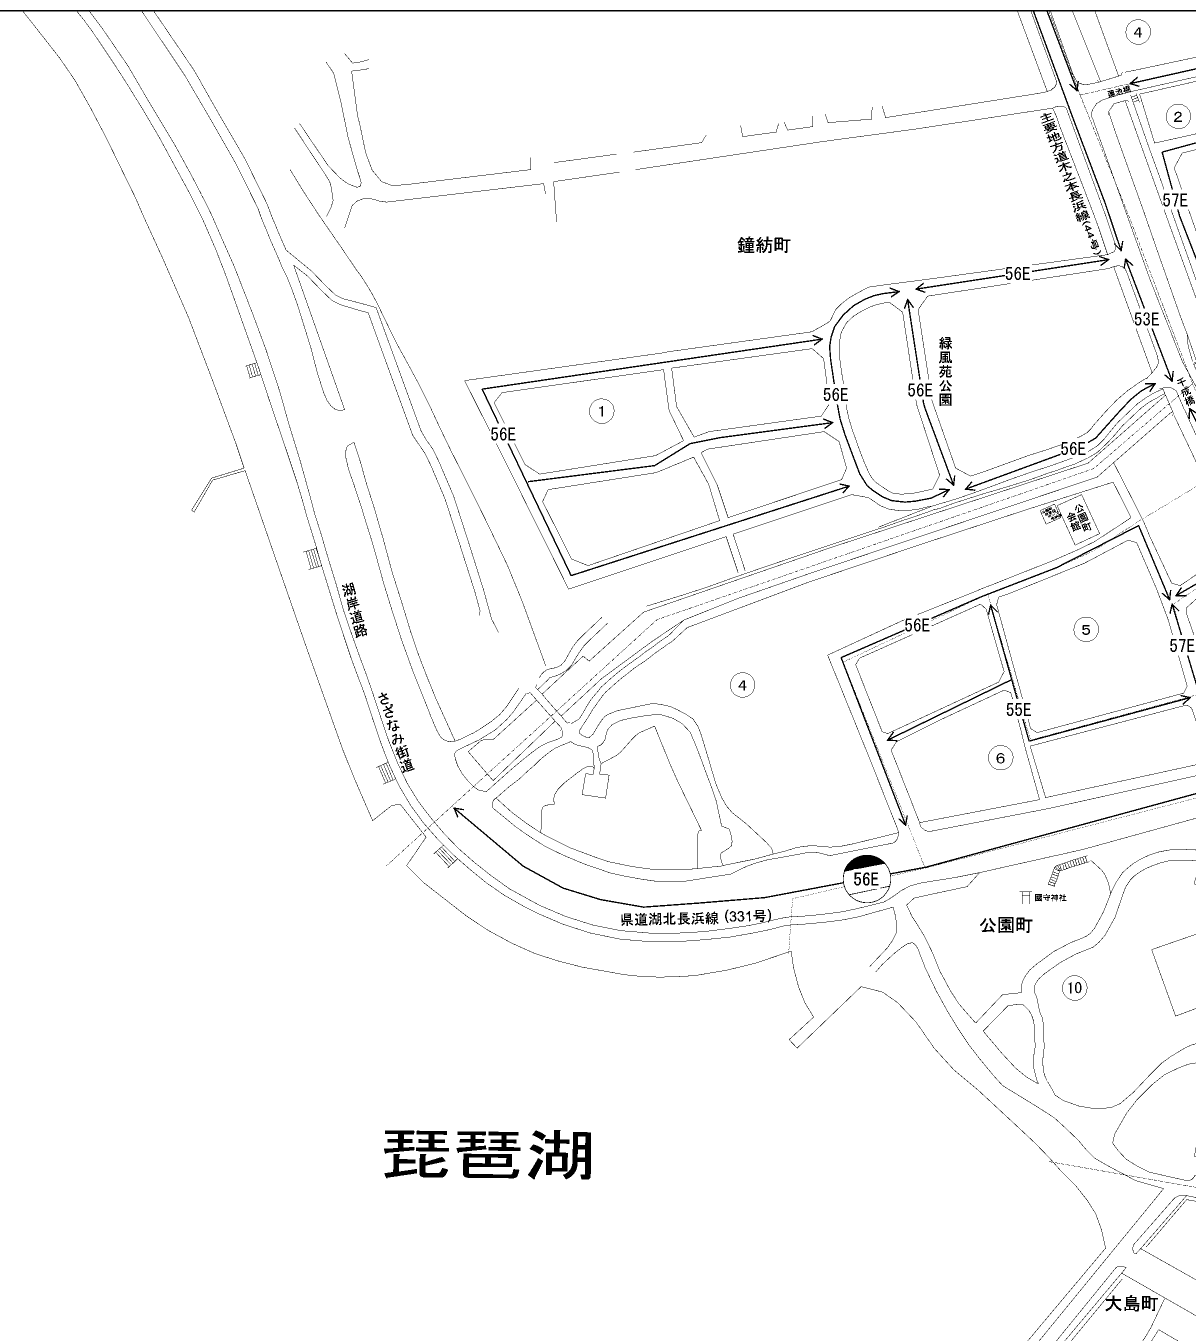 ④
蓮池橋
②
主要地方道木之本長浜線(44号)
57E
鐘紡町
56E
53E
緑風苑公園
56E
56E
千成橋
①
56E
56E
公園町
会館
湖岸道路
56E
⑤
57E
④
さざなみ街道
55E
⑥
56E
県道湖北長浜線(331号)
國守神社
公園町
⑩
琵琶湖
大島町